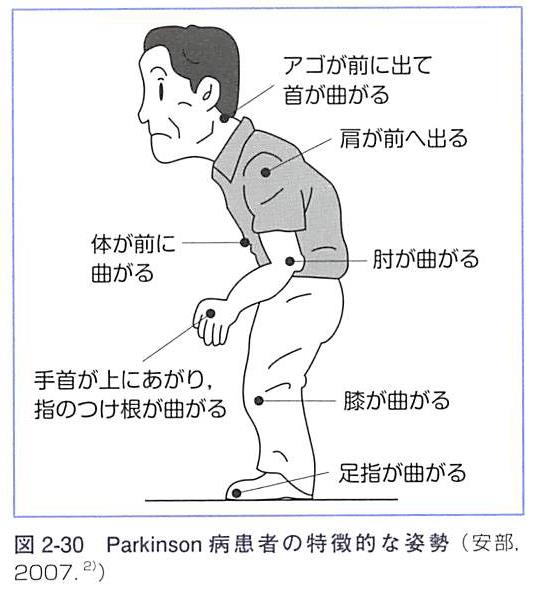 アゴが前に出て
首が曲がる
肩が前へ出る
体が前に
曲がる
肘が曲がる
手首が上にあがり，
指のつけ根が曲がる
膝が曲がる
足指が曲がる
図 2-30　Parkinson 病患者の特徴的な姿勢（安部，
2007. 2)）